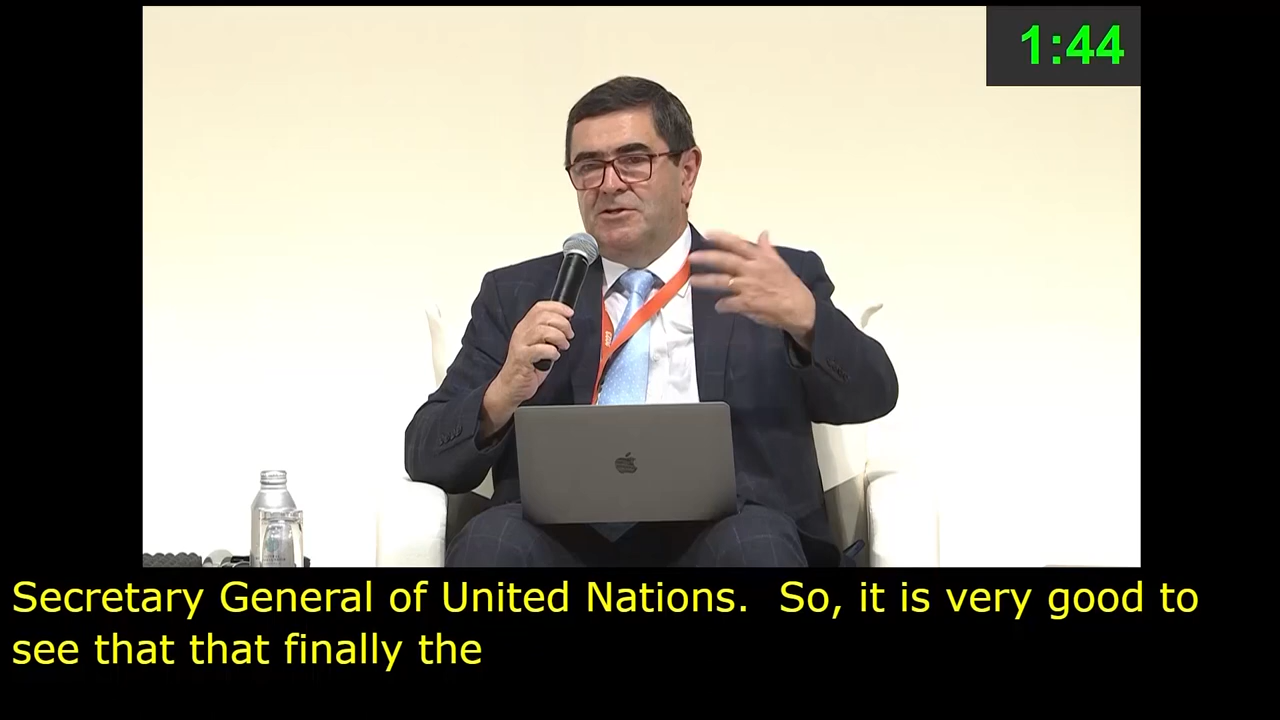 1:44
Secretary General of United Nations.  So, it is very good to
see that that finally the